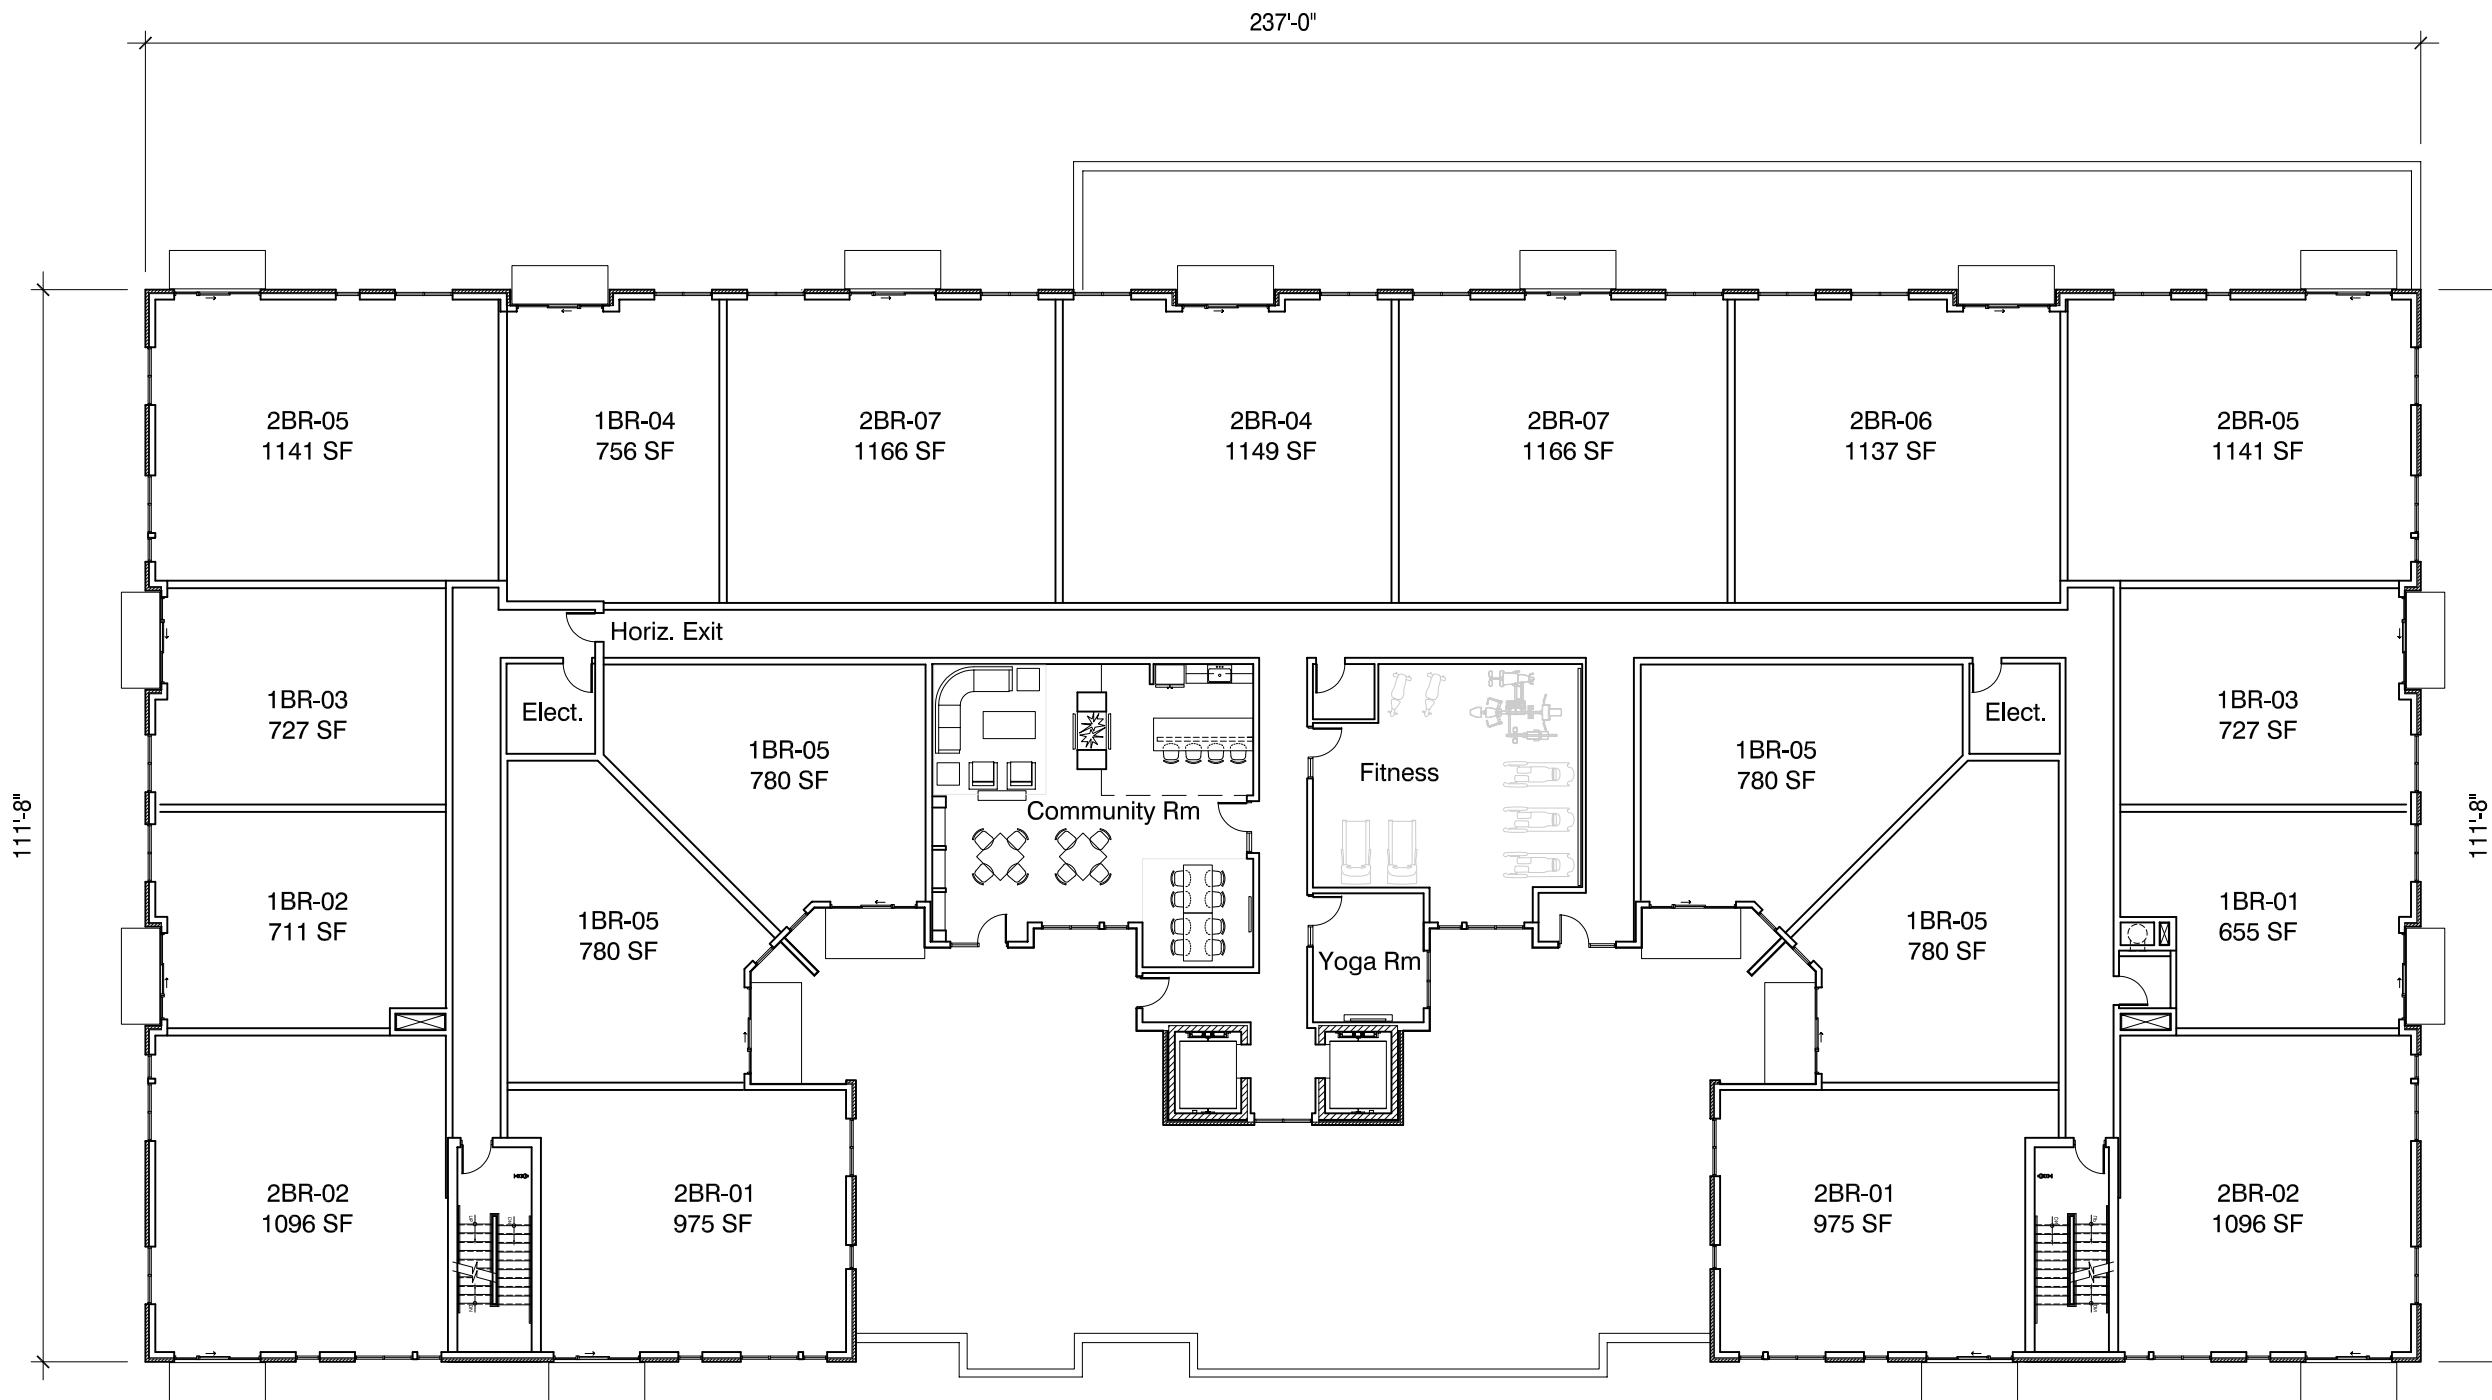 237'-0"
2BR-05
1141 SF
1BR-04
756 SF
2BR-07
1166 SF
2BR-04
1149 SF
2BR-07
1166 SF
2BR-06
1137 SF
2BR-05
1141 SF
Horiz. Exit
1BR-03
727 SF
Elect.
1BR-05
780 SF
Community Rm
Fitness
1BR-05
780 SF
Elect.
1BR-03
727 SF
111'-8"
111'-8"
1BR-02
711 SF
1BR-05
780 SF
Yoga Rm
1BR-05
780 SF
1BR-01
655 SF
2BR-02
1096 SF
2BR-01
975 SF
2BR-01
975 SF
2BR-02
1096 SF